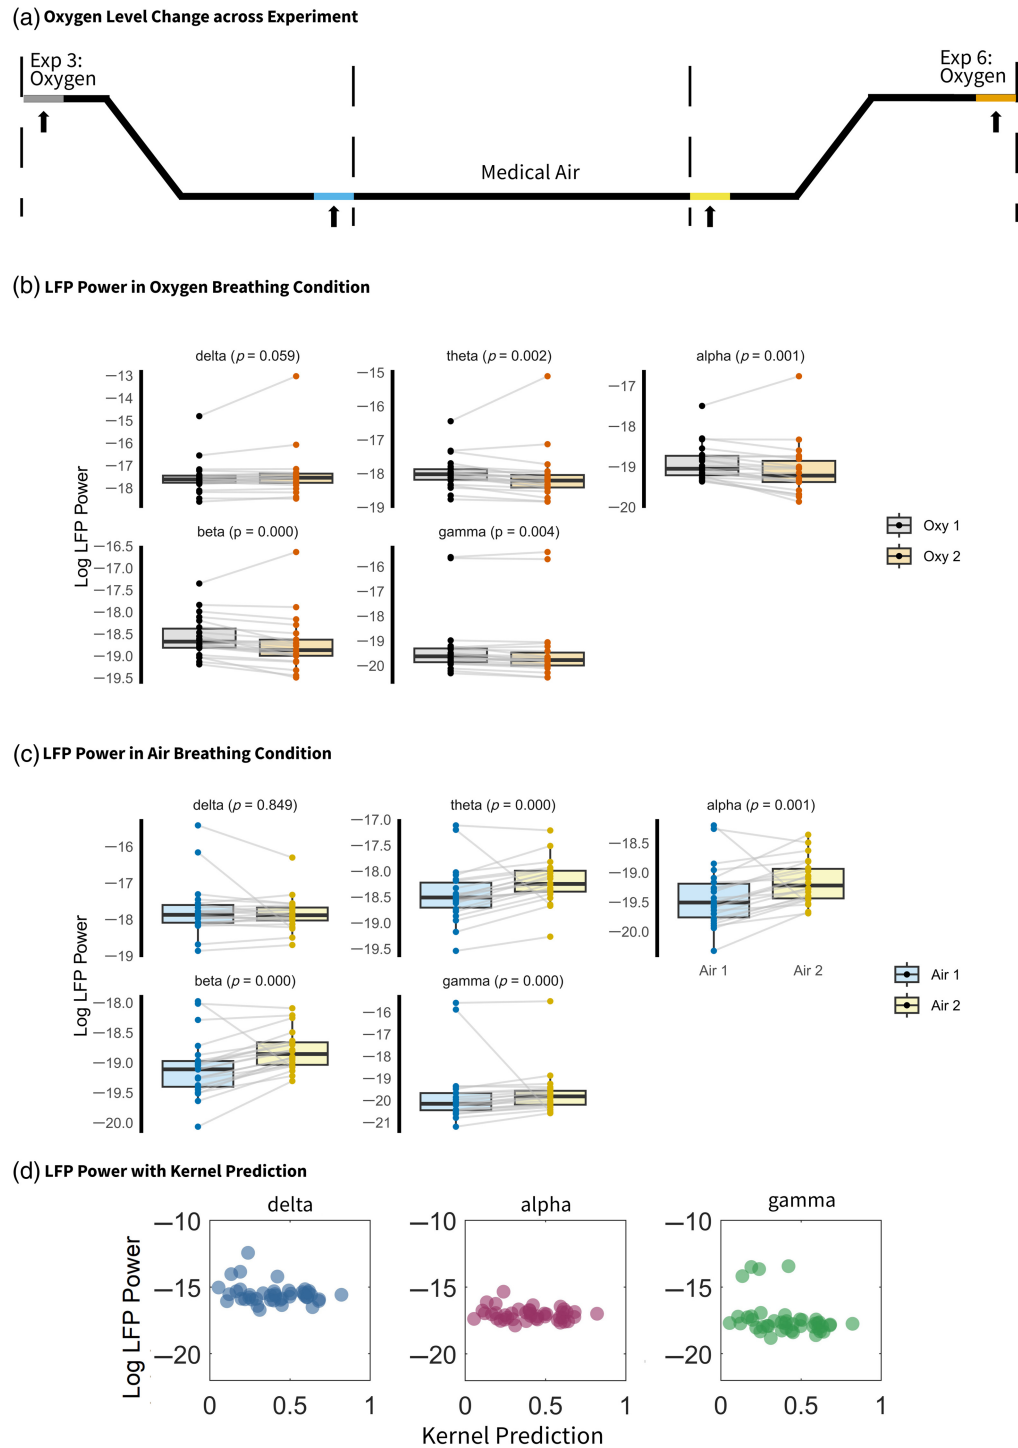 (a) Oxygen Level Change across Experiment
Exp 3:
Oxygen
Exp 6:
Oxygen
Medical Air
(b) LFP Power in Oxygen Breathing Condition
delta (p = 0.059)
theta (p = 0.002)
alpha (p = 0.001)
−13
−14
−15
−16
−17
−18
−15
−16
−17
−18
−19
−17
−18
−19
−20
Log LFP Power
beta (p = 0.000)
gamma (p = 0.004)
−16.5
−17.0
−17.5
−18.0
−18.5
−19.0
−19.5
−16
−17
−18
−19
−20
Oxy 1
Oxy 2
(c) LFP Power in Air Breathing Condition
delta (p = 0.849)
theta (p = 0.000)
alpha (p = 0.001)
−16
−17
−18
−19
−17.0
−17.5
−18.0
−18.5
−19.0
−19.5
−18.5
−19.0
−19.5
−20.0
Air 1
Air 2
Log LFP Power
beta (p = 0.000)
gamma (p = 0.000)
−18.0
−18.5
−19.0
−19.5
−20.0
−16
−17
−18
−19
−20
−21
Air 1
Air 2
(d) LFP Power with Kernel Prediction
delta
alpha
gamma
−10
−15
−20
−10
−15
−20
−10
−15
−20
Log LFP Power
0 0.5 1
0 0.5 1
0 0.5 1
Kernel Prediction